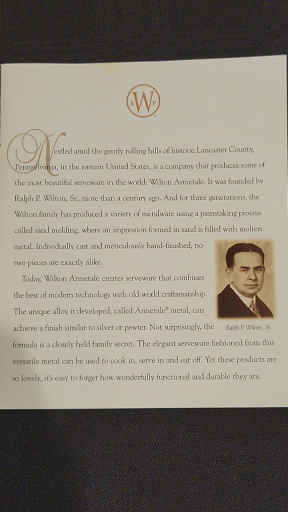 W
Nestled amid the gently rolling hills of historic Lancaster County,
Pennsylvania, in the eastern United States, is a company that produces some of
the most beautiful serveware in the world: Wilton Armetale. It was founded by
Ralph P. Wilton, Sr., more than a century ago. And for three generations, the
Wilton family has produced a variety of metalware using a painstaking process
called sand molding, where an impression formed in sand is filled with molten
metal. Individually cast and meticulously hand-finished, no
two pieces are exactly alike.
Today, Wilton Armetale creates serveware that combines
the best of modern technology with old-world craftsmanship.
The unique alloy it developed, called Armetale® metal, can
achieve a finish similar to silver or pewter. Not surprisingly, the
Ralph P. Wilton, Sr.
formula is a closely held family secret. The elegant serveware fashioned from this
versatile metal can be used to cook in, serve in and eat off. Yet these products are
so lovely, it's easy to forget how wonderfully functional and durable they are.